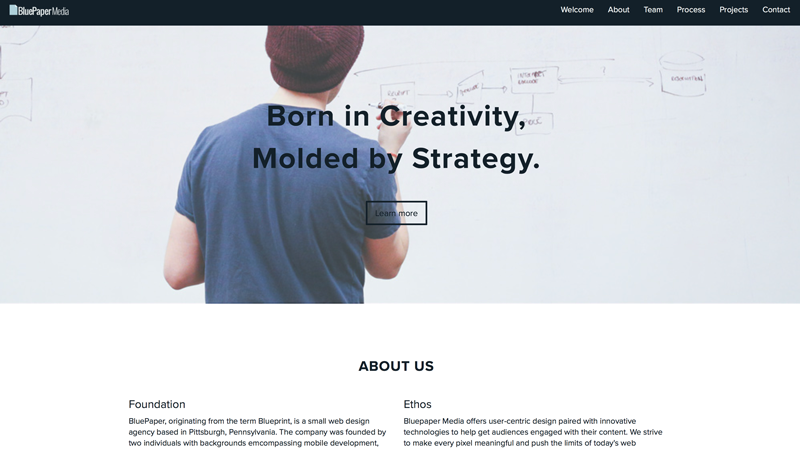 BluePaper Media
Welcome About Team Process Projects Contact
Born in Creativity,
Molded by Strategy.
Learn more
ABOUT US
Foundation
BluePaper, originating from the term Blueprint, is a small web design
agency based in Pittsburgh, Pennsylvania. The company was founded by
two individuals with backgrounds emcompassing mobile development,
Ethos
Bluepaper Media offers user-centric design paired with innovative
technologies to help get audiences engaged with their content. We strive
to make every pixel meaningful and push the limits of today's web